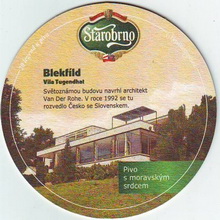 Starobrno
Blekfíld
Vila Tugendhat
Světoznámou budovu navrhl architekt
Van Der Rohe. V roce 1992 se tu
rozvedlo Česko se Slovenskem.
Pivo
s moravským
srdcem